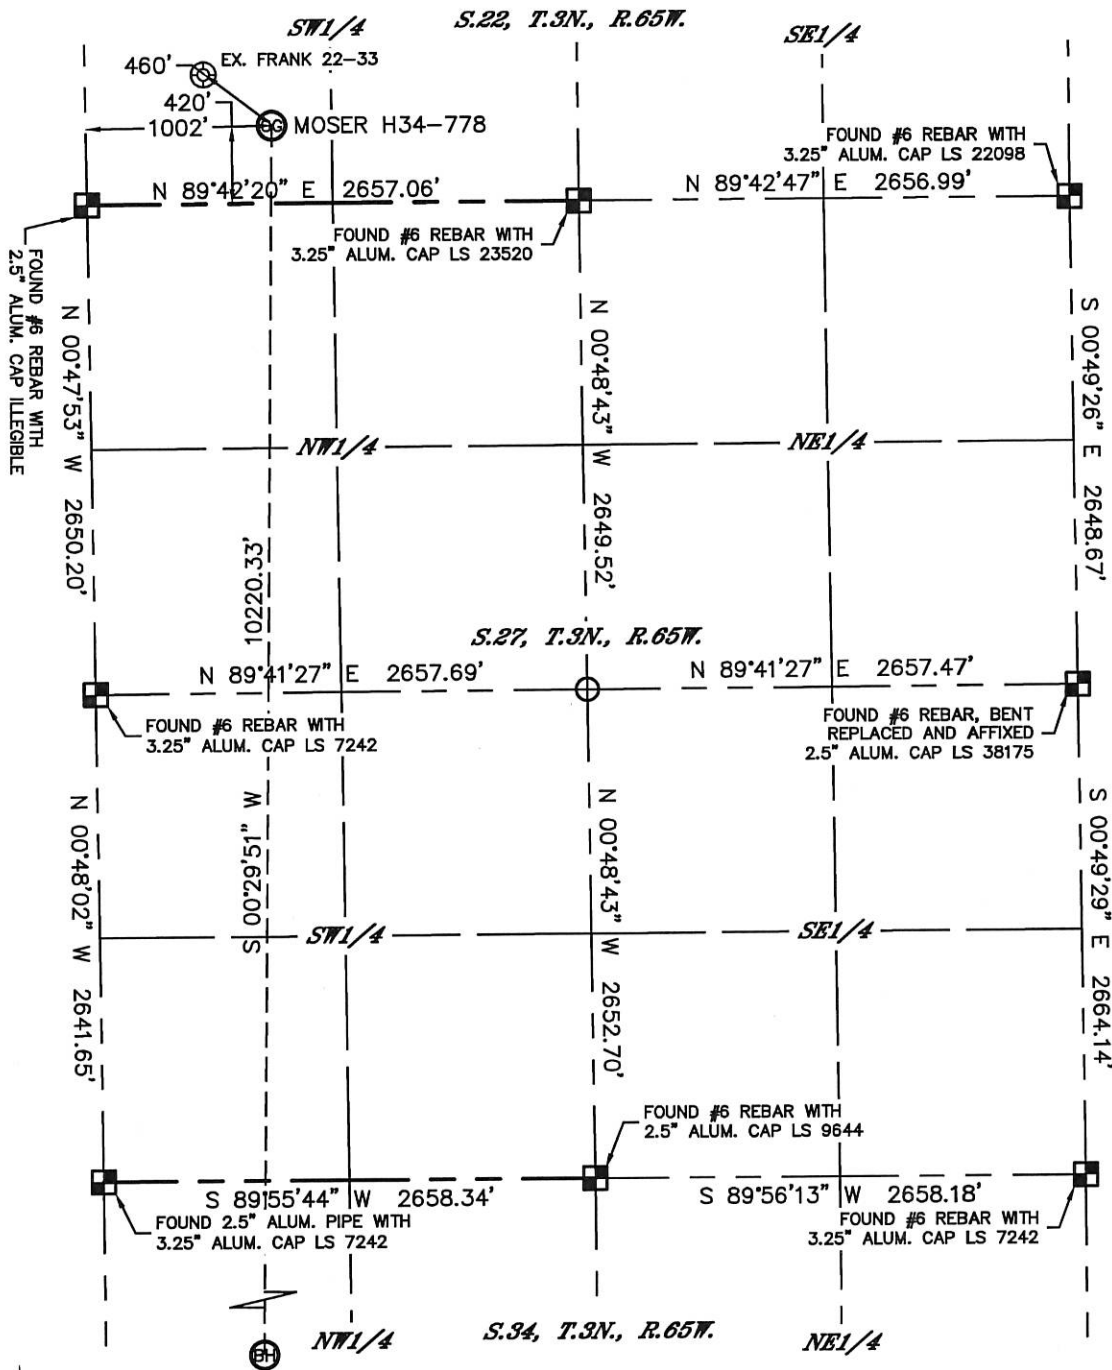 SW1/4
S.22, T.3N., R.65W.
SE1/4
460'
EX. FRANK 22-33
420'
1002'
MOSER H34-778
FOUND #6 REBAR WITH
3.25" ALUM. CAP LS 22098
N 89°42'20" E 2657.06'
N 89°42'47" E 2656.99'
FOUND #6 REBAR WITH
3.25" ALUM. CAP LS 23520
FOUND #6 REBAR WITH
2.5" ALUM. CAP ILLEGIBLE
N 00°47'53" W 2650.20'
N 00°48'43" W 2649.52'
S 00°49'26" E 2648.67'
NW1/4
NE1/4
10220.33'
S.27, T.3N., R.65W.
N 89°41'27" E 2657.69'
N 89°41'27" E 2657.47'
FOUND #6 REBAR WITH
3.25" ALUM. CAP LS 7242
FOUND #6 REBAR, BENT
REPLACED AND AFFIXED
2.5" ALUM. CAP LS 38175
N 00°48'02" W 2641.65'
S 00°29'51" W
N 00°48'43" W 2652.70'
S 00°49'29" E 2664.14'
SW1/4
SE1/4
FOUND #6 REBAR WITH
2.5" ALUM. CAP LS 9644
S 89°55'44" W 2658.34'
S 89°56'13" W 2658.18'
FOUND 2.5" ALUM. PIPE WITH
3.25" ALUM. CAP LS 7242
FOUND #6 REBAR WITH
3.25" ALUM. CAP LS 7242
NW1/4
S.34, T.3N., R.65W.
NE1/4
BH